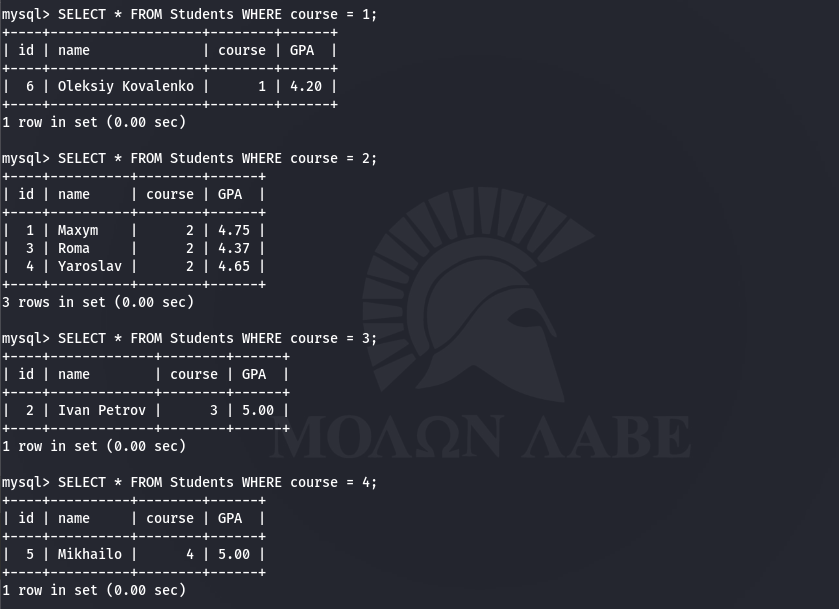 mysql> SELECT * FROM Students WHERE course = 1;
+----+-------------------+--------+------+
| id | name              | course | GPA  |
+----+-------------------+--------+------+
|  6 | Oleksiy Kovalenko |      1 | 4.20 |
+----+-------------------+--------+------+
1 row in set (0.00 sec)

mysql> SELECT * FROM Students WHERE course = 2;
+----+----------+--------+------+
| id | name     | course | GPA  |
+----+----------+--------+------+
|  1 | Maxym    |      2 | 4.75 |
|  3 | Roma     |      2 | 4.37 |
|  4 | Yaroslav |      2 | 4.65 |
+----+----------+--------+------+
3 rows in set (0.00 sec)

mysql> SELECT * FROM Students WHERE course = 3;
+----+-------------+--------+------+
| id | name        | course | GPA  |
+----+-------------+--------+------+
|  2 | Ivan Petrov |      3 | 5.00 |
+----+-------------+--------+------+
1 row in set (0.00 sec)
ΜΟΛΩΝ ΛΑΒΕ

mysql> SELECT * FROM Students WHERE course = 4;
+----+----------+--------+------+
| id | name     | course | GPA  |
+----+----------+--------+------+
|  5 | Mikhailo |      4 | 5.00 |
+----+----------+--------+------+
1 row in set (0.00 sec)